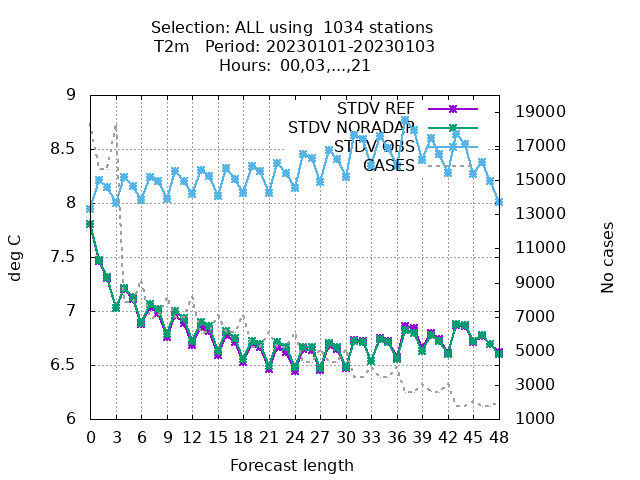 Selection: ALL using  1034 stations
T2m   Period: 20230101-20230103
Hours:  00,03,...,21
STDV REF
STDV NORADAR
STDV OBS
CASES
9
8.5
8
7.5
7
6.5
6
19000
17000
15000
13000
11000
9000
7000
5000
3000
1000
deg C
No cases
0 3 6 9 12 15 18 21 24 27 30 33 36 39 42 45 48
Forecast length